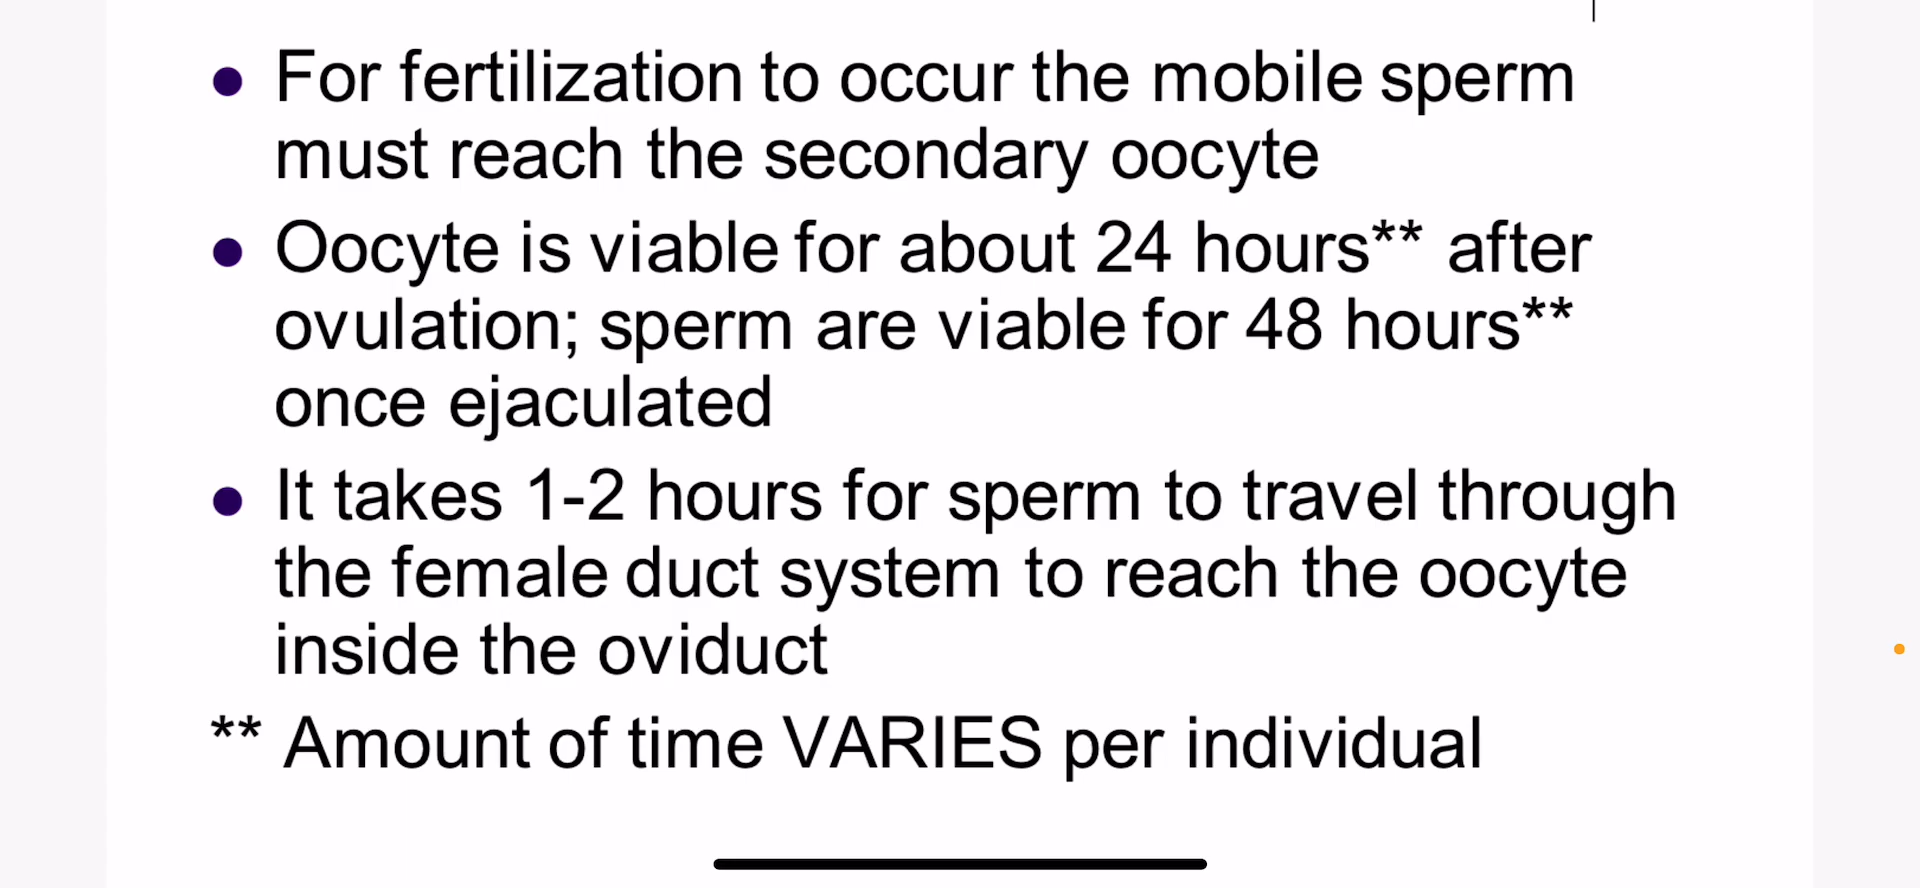 ● For fertilization to occur the mobile sperm
must reach the secondary oocyte
● Oocyte is viable for about 24 hours** after
ovulation; sperm are viable for 48 hours**
once ejaculated
● It takes 1-2 hours for sperm to travel through
the female duct system to reach the oocyte
inside the oviduct
** Amount of time VARIES per individual